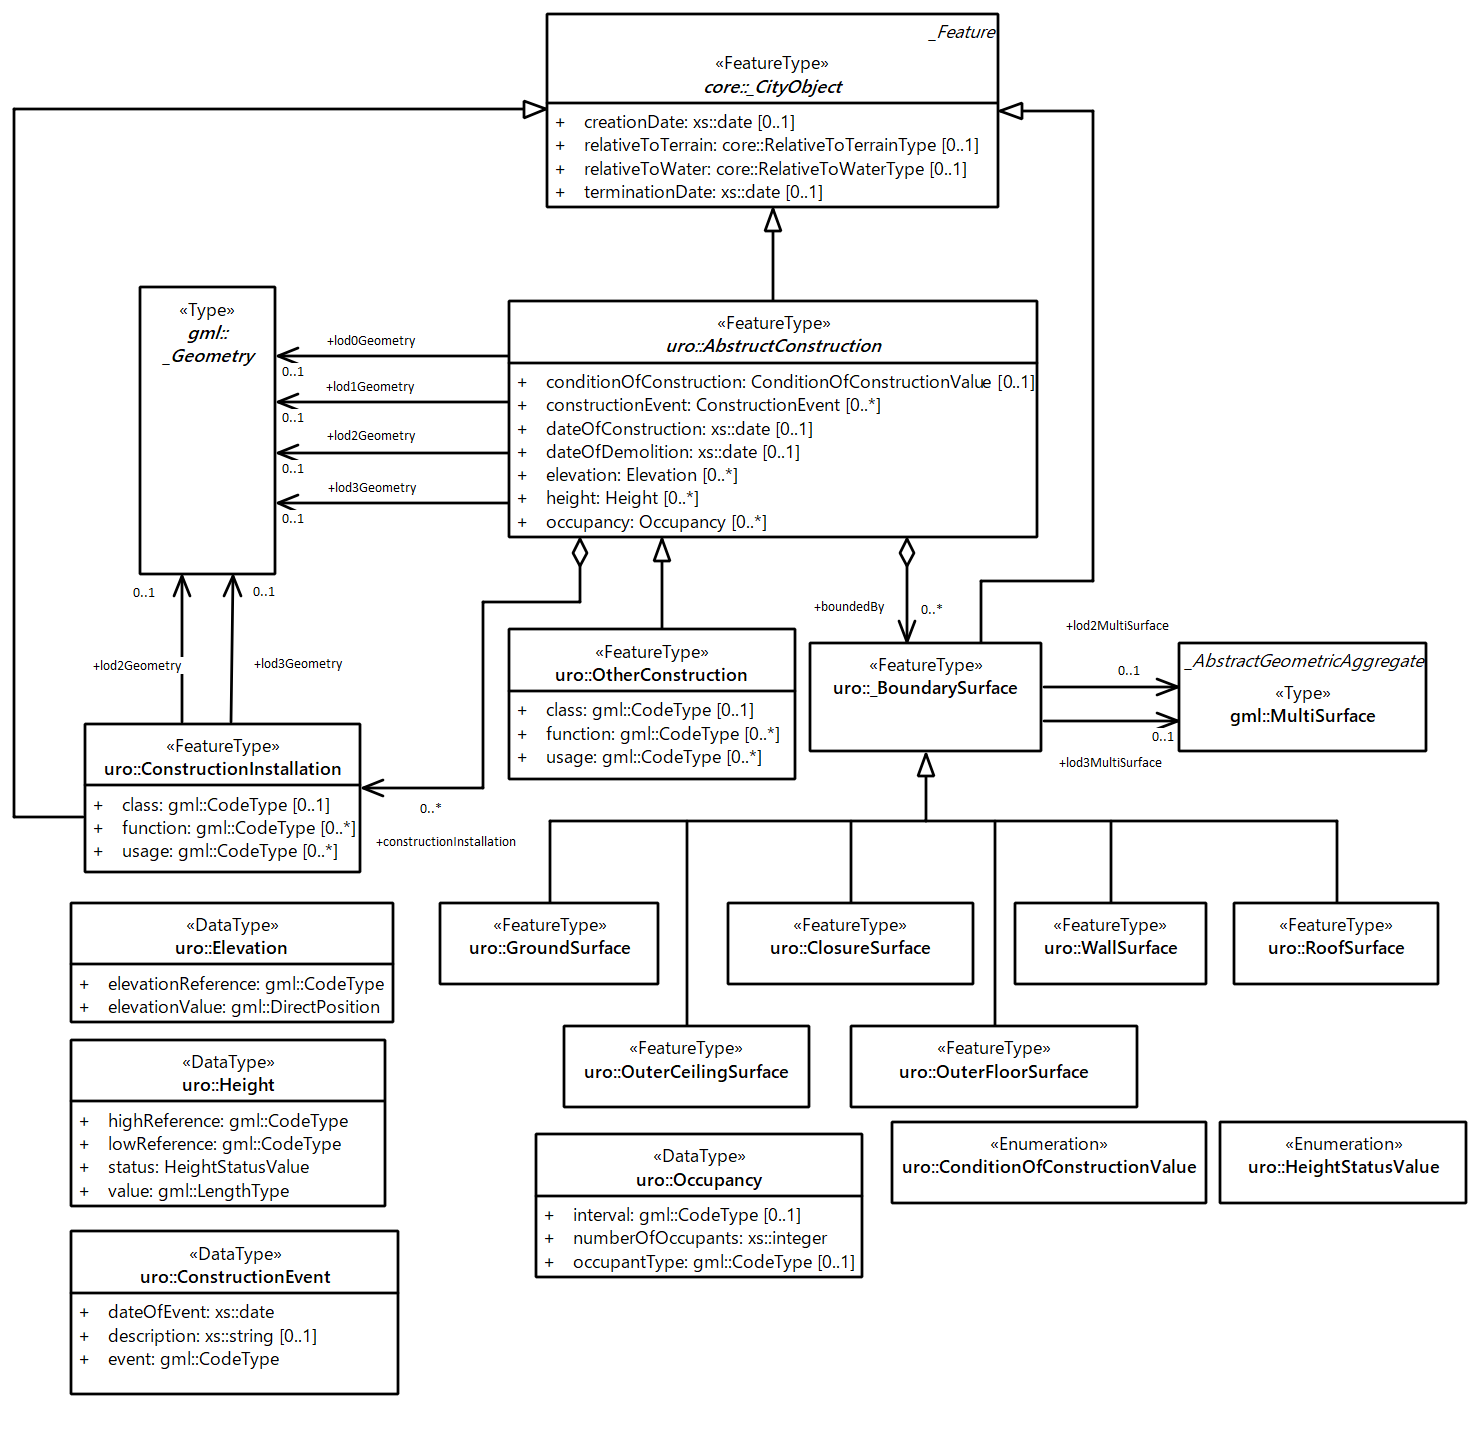 _Feature
«FeatureType»
core::_CityObject
+ creationDate: xs::date [0..1]
+ relativeToTerrain: core::RelativeToTerrainType [0..1]
+ relativeToWater: core::RelativeToWaterType [0..1]
+ terminationDate: xs::date [0..1]
«Type»
gml::
_Geometry
+lod0Geometry
0..1
+lod1Geometry
0..1
+lod2Geometry
0..1
+lod3Geometry
0..1
«FeatureType»
uro::AbstructConstruction
+ conditionOfConstruction: ConditionOfConstructionValue [0..1]
+ constructionEvent: ConstructionEvent [0..*]
+ dateOfConstruction: xs::date [0..1]
+ dateOfDemolition: xs::date [0..1]
+ elevation: Elevation [0..*]
+ height: Height [0..*]
+ occupancy: Occupancy [0..*]
0..1
0..1
+lod2Geometry
+lod3Geometry
«FeatureType»
uro::OtherConstruction
+ class: gml::CodeType [0..1]
+ function: gml::CodeType [0..*]
+ usage: gml::CodeType [0..*]
+boundedBy
0..*
«FeatureType»
uro::_BoundarySurface
+lod2MultiSurface
0..1
0..1
+lod3MultiSurface
_AbstractGeometricAggregate
«Type»
gml::MultiSurface
«FeatureType»
uro::ConstructionInstallation
+ class: gml::CodeType [0..1]
+ function: gml::CodeType [0..*]
+ usage: gml::CodeType [0..*]
0..*
+constructionInstallation
«FeatureType»
uro::GroundSurface
«FeatureType»
uro::ClosureSurface
«FeatureType»
uro::WallSurface
«FeatureType»
uro::RoofSurface
«DataType»
uro::Elevation
+ elevationReference: gml::CodeType
+ elevationValue: gml::DirectPosition
«FeatureType»
uro::OuterCeilingSurface
«FeatureType»
uro::OuterFloorSurface
«DataType»
uro::Height
+ highReference: gml::CodeType
+ lowReference: gml::CodeType
+ status: HeightStatusValue
+ value: gml::LengthType
«DataType»
uro::Occupancy
+ interval: gml::CodeType [0..1]
+ numberOfOccupants: xs::integer
+ occupantType: gml::CodeType [0..1]
«Enumeration»
uro::ConditionOfConstructionValue
«Enumeration»
uro::HeightStatusValue
«DataType»
uro::ConstructionEvent
+ dateOfEvent: xs::date
+ description: xs::string [0..1]
+ event: gml::CodeType